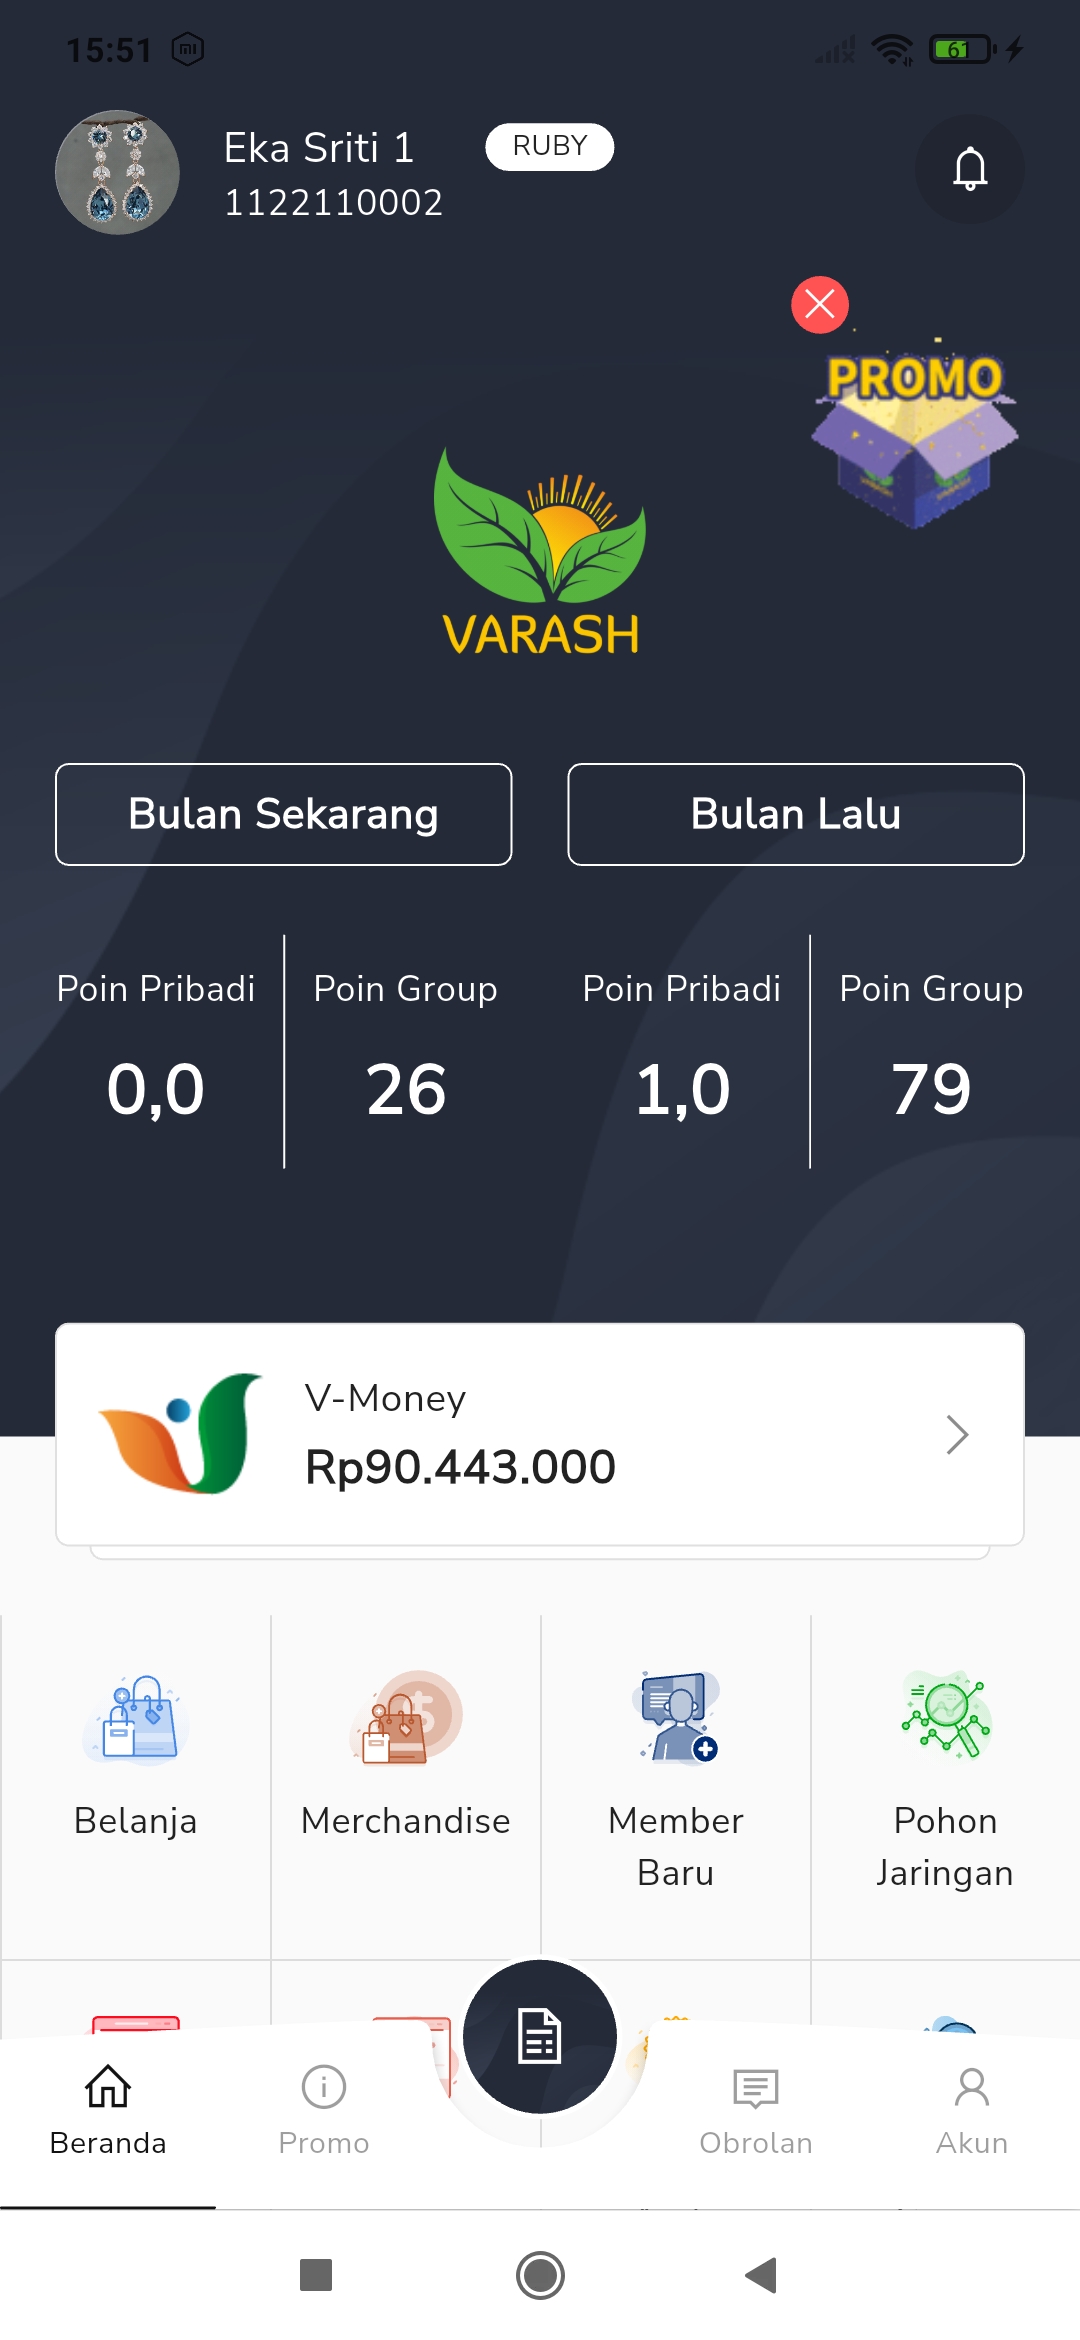 15:51
61
Eka Sriti 1
RUBY
1122110002
PROMO
VARASH
Bulan Sekarang
Bulan Lalu
Poin Pribadi
Poin Group
Poin Pribadi
Poin Group
0,0
26
1,0
79
V-Money
Rp90.443.000
Belanja
Merchandise
Member
Baru
Pohon
Jaringan
Beranda
Promo
Obrolan
Akun